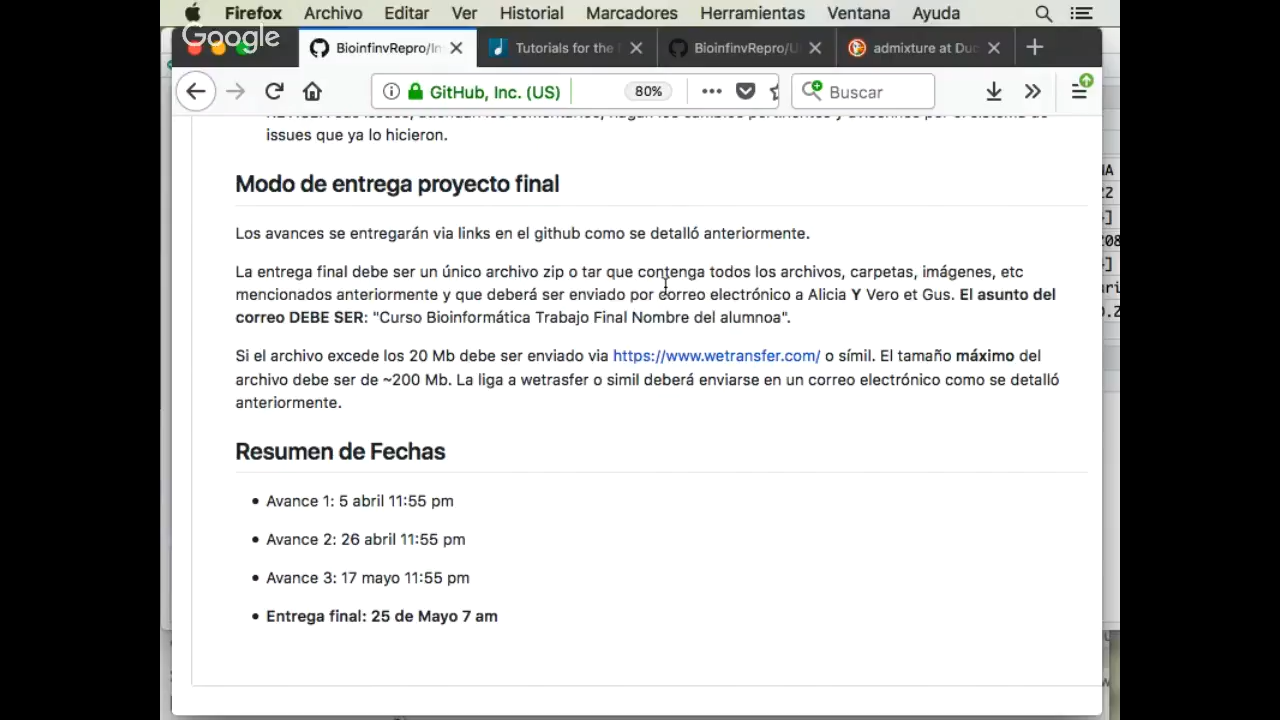 Firefox Archivo Editar Ver Historial Marcadores Herramientas Ventana Ayuda
Google
BioinfinvRepro/In
Tutorials for the
BioinfinvRepro/U
admixture at Du
GitHub, Inc. (US)
80%
Buscar
issues que ya lo hicieron.
Modo de entrega proyecto final
Los avances se entregarán via links en el github como se detalló anteriormente.
La entrega final debe ser un único archivo zip o tar que contenga todos los archivos, carpetas, imágenes, etc
mencionados anteriormente y que deberá ser enviado por correo electrónico a Alicia Y Vero et Gus. El asunto del
correo DEBE SER: "Curso Bioinformática Trabajo Final Nombre del alumnoa".
Si el archivo excede los 20 Mb debe ser enviado via https://www.wetransfer.com/ o símil. El tamaño máximo del
archivo debe ser de ~200 Mb. La liga a wetrasfer o simil deberá enviarse en un correo electrónico como se detalló
anteriormente.
Resumen de Fechas
• Avance 1: 5 abril 11:55 pm
• Avance 2: 26 abril 11:55 pm
• Avance 3: 17 mayo 11:55 pm
• Entrega final: 25 de Mayo 7 am